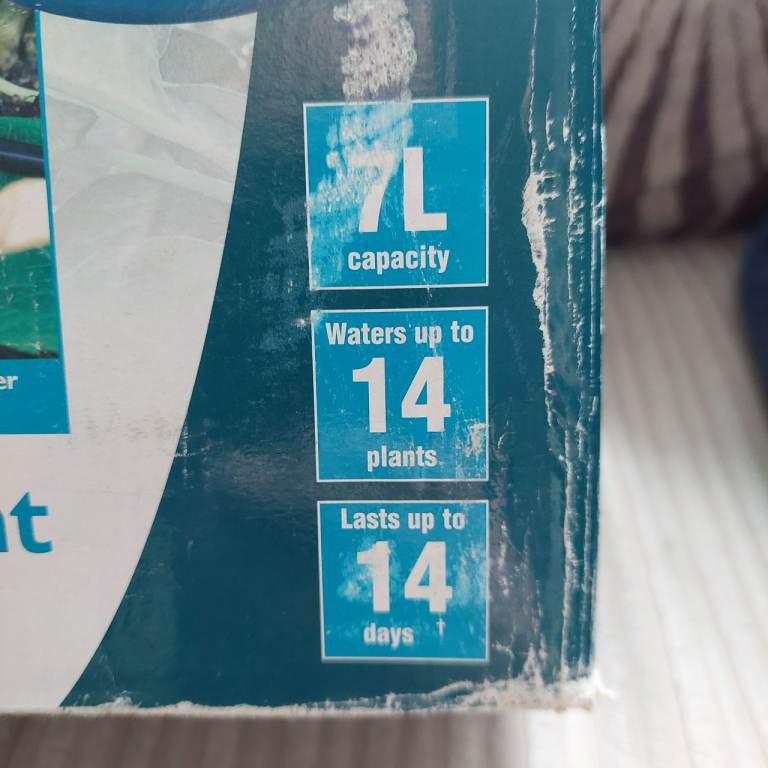 7L
capacity
Waters up to
14
plants
Lasts up to
14
days †